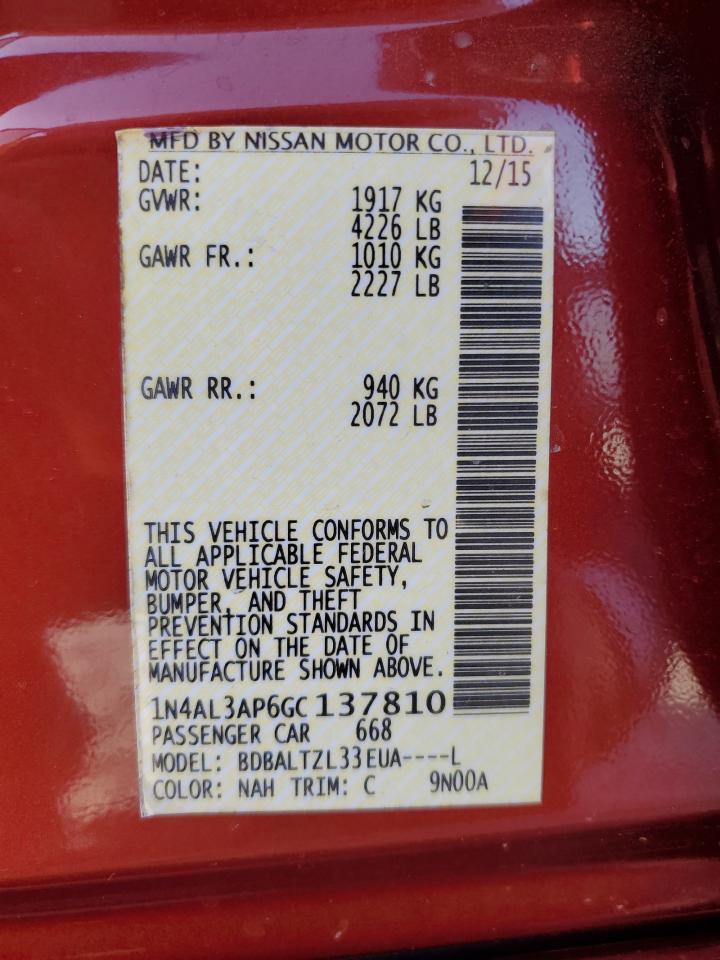 MFD BY NISSAN MOTOR CO., LTD.
DATE: 12/15
GVWR: 1917 KG
4226 LB
GAWR FR.: 1010 KG
2227 LB
GAWR RR.: 940 KG
2072 LB
THIS VEHICLE CONFORMS TO
ALL APPLICABLE FEDERAL
MOTOR VEHICLE SAFETY,
BUMPER, AND THEFT
PREVENTION STANDARDS IN
EFFECT ON THE DATE OF
MANUFACTURE SHOWN ABOVE.
1N4AL3AP6GC137810
PASSENGER CAR 668
MODEL: BDBALTZL33EUA----L
COLOR: NAH TRIM: C 9N00A